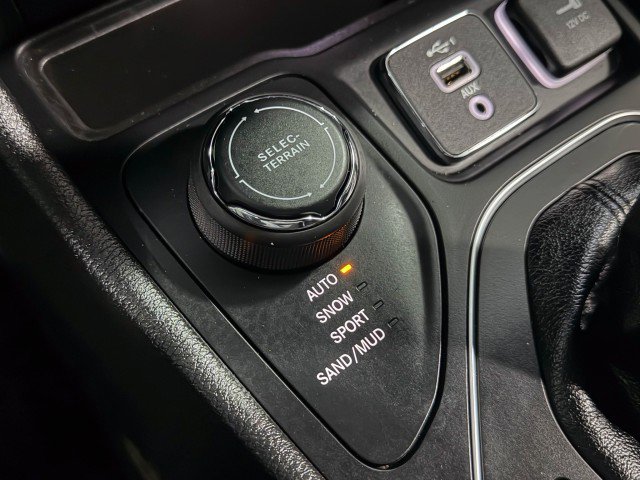 SELEC-
TERRAIN
AUTO
SNOW
SPORT
SAND/MUD
AUX
12V DC